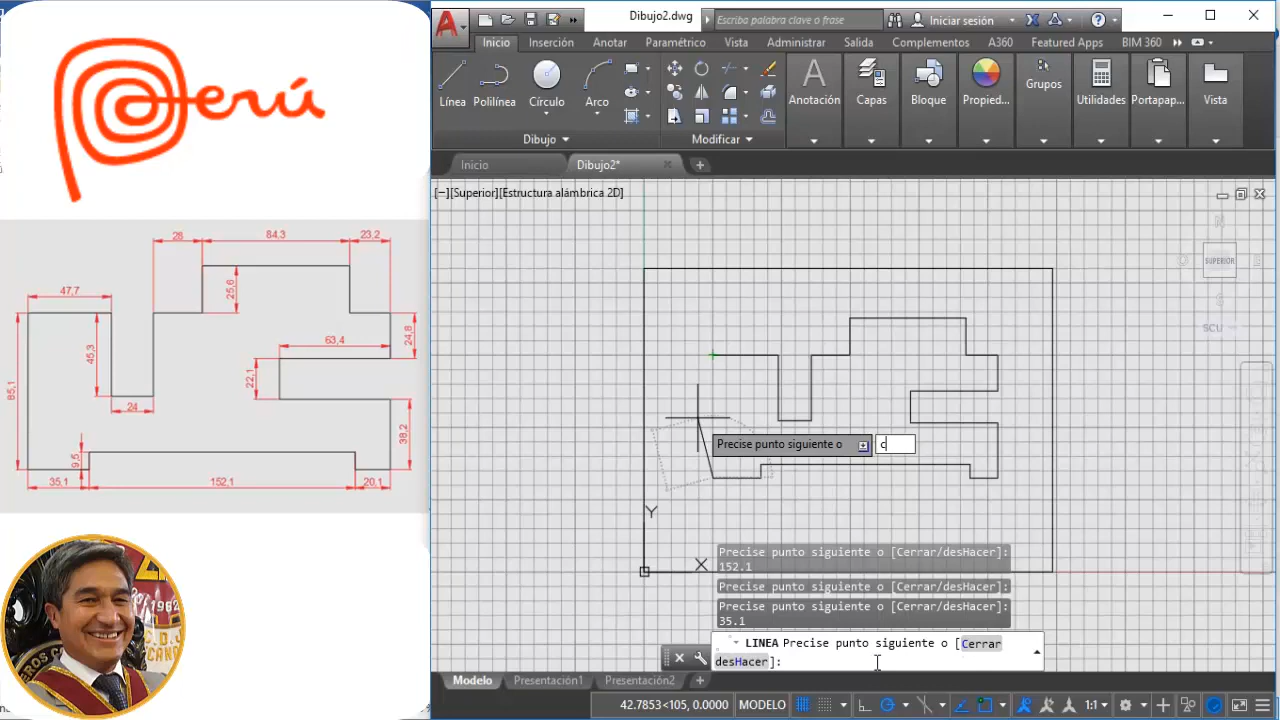 Perú
28
84,3
23,2
47,7
25,6
24,8
45,3
63,4
85,1
22,1
24
38,2
9,5
35,1
152,1
20,1
Dibujo2.dwg
Escriba palabra clave o frase
Iniciar sesión
Inicio
Inserción
Anotar
Paramétrico
Vista
Administrar
Salida
Complementos
A360
Featured Apps
BIM 360
Línea
Polilínea
Círculo
Arco
Anotación
Capas
Bloque
Propied...
Grupos
Utilidades
Portapap...
Vista
Dibujo
Modificar
Inicio
Dibujo2*
[−][Superior][Estructura alámbrica 2D]
N
SUPERIOR
S
SCU
Precise punto siguiente o
c
Y
X
Precise punto siguiente o [Cerrar/desHacer]:
152.1
Precise punto siguiente o [Cerrar/desHacer]:
Precise punto siguiente o [Cerrar/desHacer]:
35.1
LINEA Precise punto siguiente o [Cerrar
desHacer]:
Modelo
Presentación1
Presentación2
42.7853<105, 0.0000
MODELO
1:1